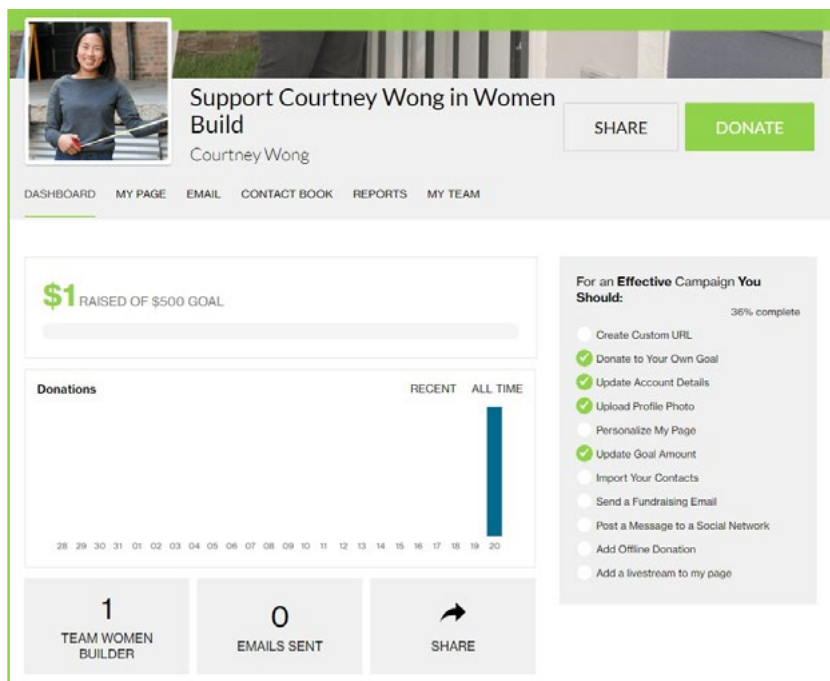 Support Courtney Wong in Women
Build
Courtney Wong
SHARE
DONATE
DASHBOARD MY PAGE EMAIL CONTACT BOOK REPORTS MY TEAM
$1 RAISED OF $500 GOAL
Donations
RECENT ALL TIME
28 29 30 31 01 02 03 04 05 06 07 08 09 10 11 12 13 14 15 16 17 18 19 20
1
TEAM WOMEN
BUILDER
0
EMAILS SENT
SHARE
For an Effective Campaign You
Should:
36% complete
Create Custom URL
Donate to Your Own Goal
Update Account Details
Upload Profile Photo
Personalize My Page
Update Goal Amount
Import Your Contacts
Send a Fundraising Email
Post a Message to a Social Network
Add Offline Donation
Add a livestream to my page